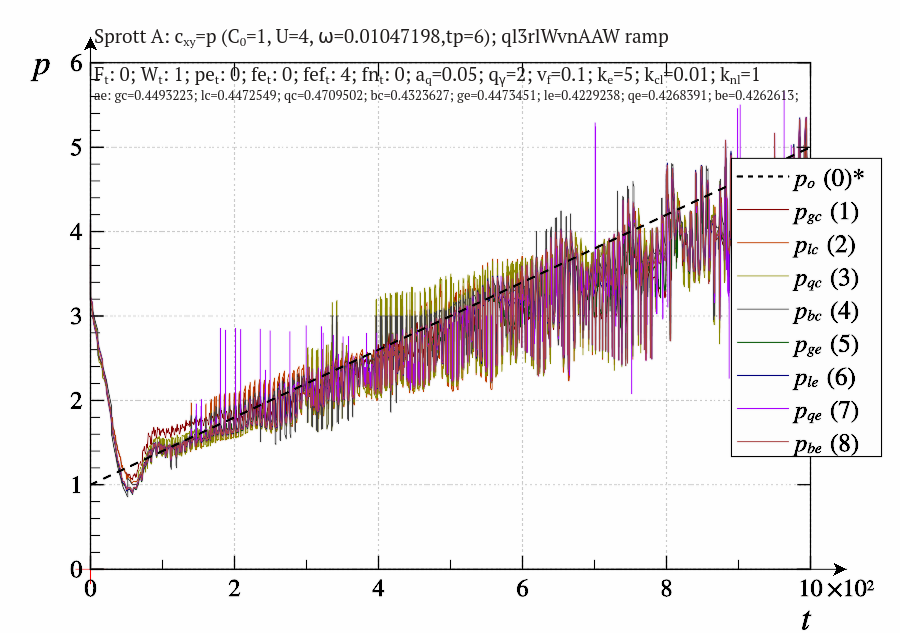 Sprott A: cxy=p (C0=1, U=4, ω=0.01047198,tp=6); ql3rlWvnAAW ramp
Ft: 0; Wt: 1; pet: 0; fet: 0; feft: 4; fnt: 0; aq=0.05; qγ=2; vf=0.1; ke=5; kcl=0.01; knl=1
ae: gc=0.4493223; lc=0.4472549; qc=0.4709502; bc=0.4323627; ge=0.4473451; le=0.4229238; qe=0.4268391; be=0.4262613;
p
6
5
4
3
2
1
0
po (0)*
pgc (1)
plc (2)
pqc (3)
pbc (4)
pge (5)
ple (6)
pqe (7)
pbe (8)
0 2 4 6 8 10 ×10²
t